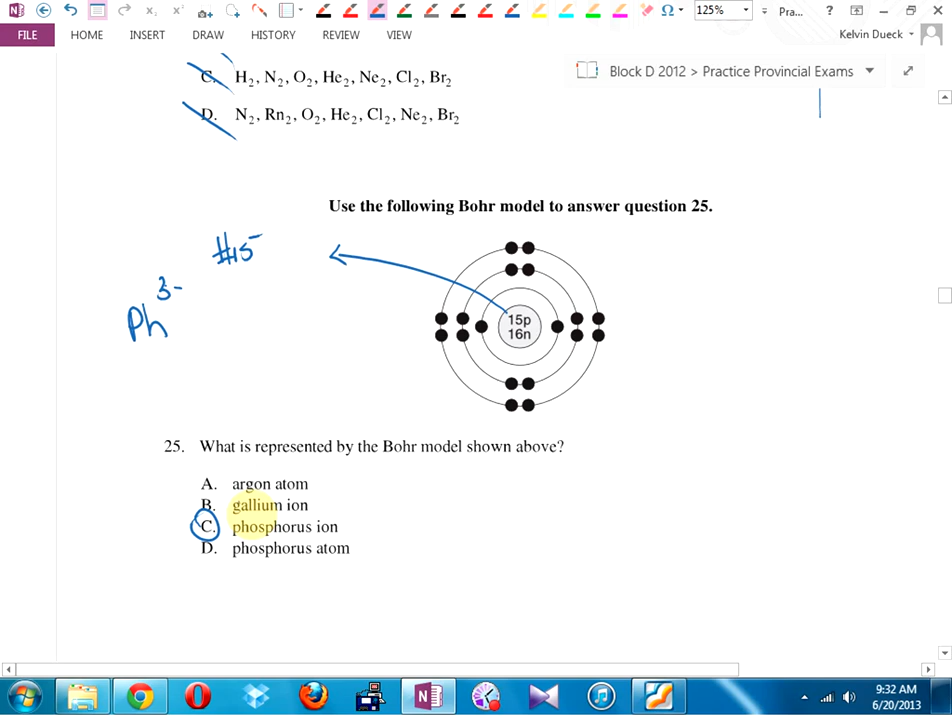 125%
Pra...
FILE
HOME
INSERT
DRAW
HISTORY
REVIEW
VIEW
Kelvin Dueck
C. H2, N2, O2, He2, Ne2, Cl2, Br2
Block D 2012 > Practice Provincial Exams
D. N2, Rn2, O2, He2, Cl2, Ne2, Br2
Use the following Bohr model to answer question 25.
#15
Ph3-
15p
16n
25. What is represented by the Bohr model shown above?
A. argon atom
B. gallium ion
C. phosphorus ion
D. phosphorus atom
9:32 AM
6/20/2013